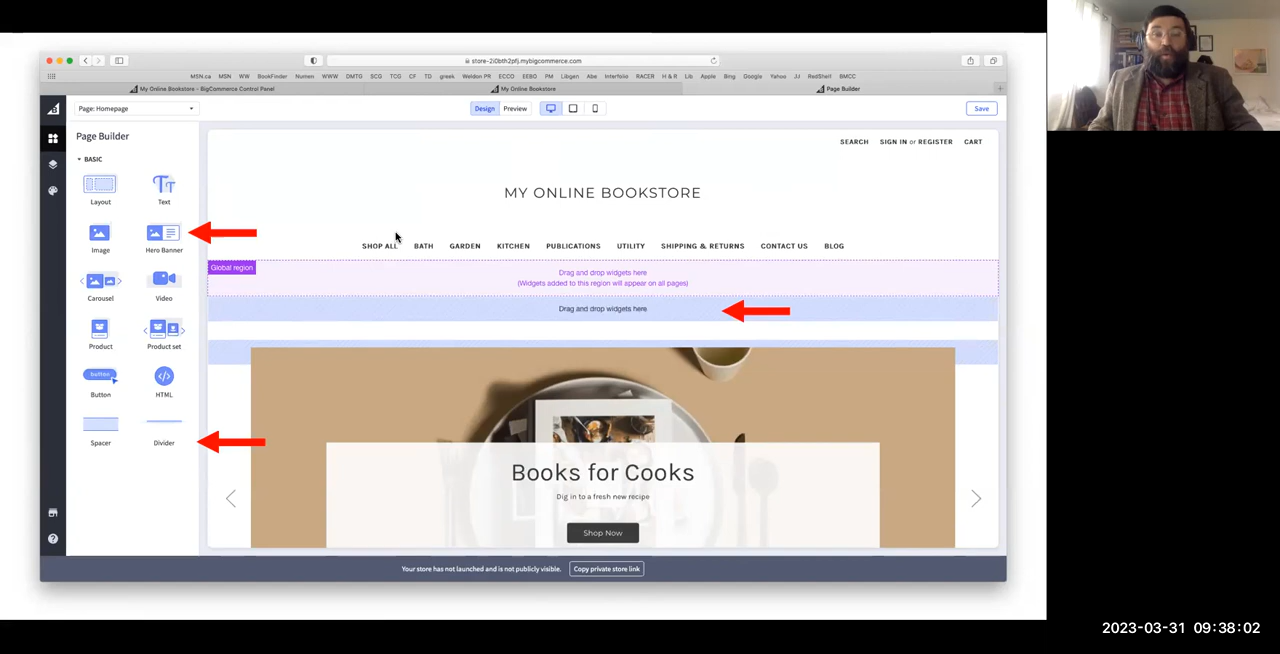 store-2i0bth2pfj.mybigcommerce.com
MSN.ca MSN WW BookFinder Numen WWW DMTG SCG TCG CF TD greek Weldon PR ECCO EEBO PM Libgen Abe Interfolio RACER H & R Lib Apple Bing Google Yahoo JJ RedShelf BMCC
My Online Bookstore - BigCommerce Control Panel
My Online Bookstore
Page Builder
Page: Homepage
Design Preview
Save
Page Builder
BASIC
Layout
Text
Image
Hero Banner
Carousel
Video
Product
Product set
button
Button
HTML
Spacer
Divider
SEARCH SIGN IN or REGISTER CART
MY ONLINE BOOKSTORE
SHOP ALL BATH GARDEN KITCHEN PUBLICATIONS UTILITY SHIPPING & RETURNS CONTACT US BLOG
Global region
Drag and drop widgets here
(Widgets added to this region will appear on all pages)
Drag and drop widgets here
Books for Cooks
Dig in to a fresh new recipe
Shop Now
Your store has not launched and is not publicly visible. Copy private store link
2023-03-31 09:38:02